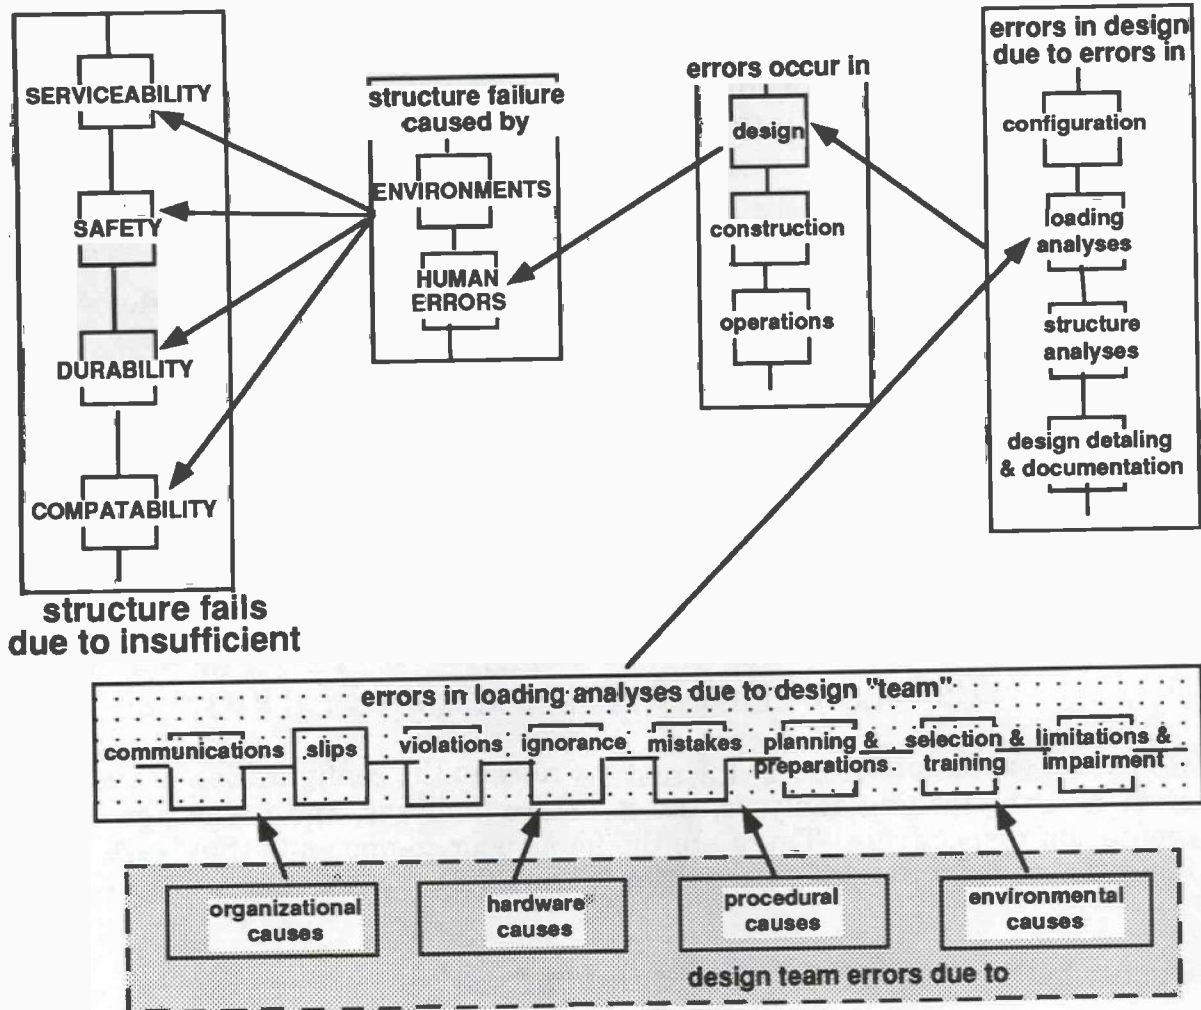 SERVICEABILITY
SAFETY
DURABILITY
COMPATABILITY
structure fails
due to insufficient
structure failure
caused by
ENVIRONMENTS
HUMAN
ERRORS
errors occur in
design
construction
operations
errors in design
due to errors in
configuration
loading
analyses
structure
analyses
design detaling
& documentation
errors in loading analyses due to design "team"
communications
slips
violations
ignorance
mistakes
planning &
preparations
selection &
training
limitations &
impairment
organizational
causes
hardware
causes
procedural
causes
environmental
causes
design team errors due to